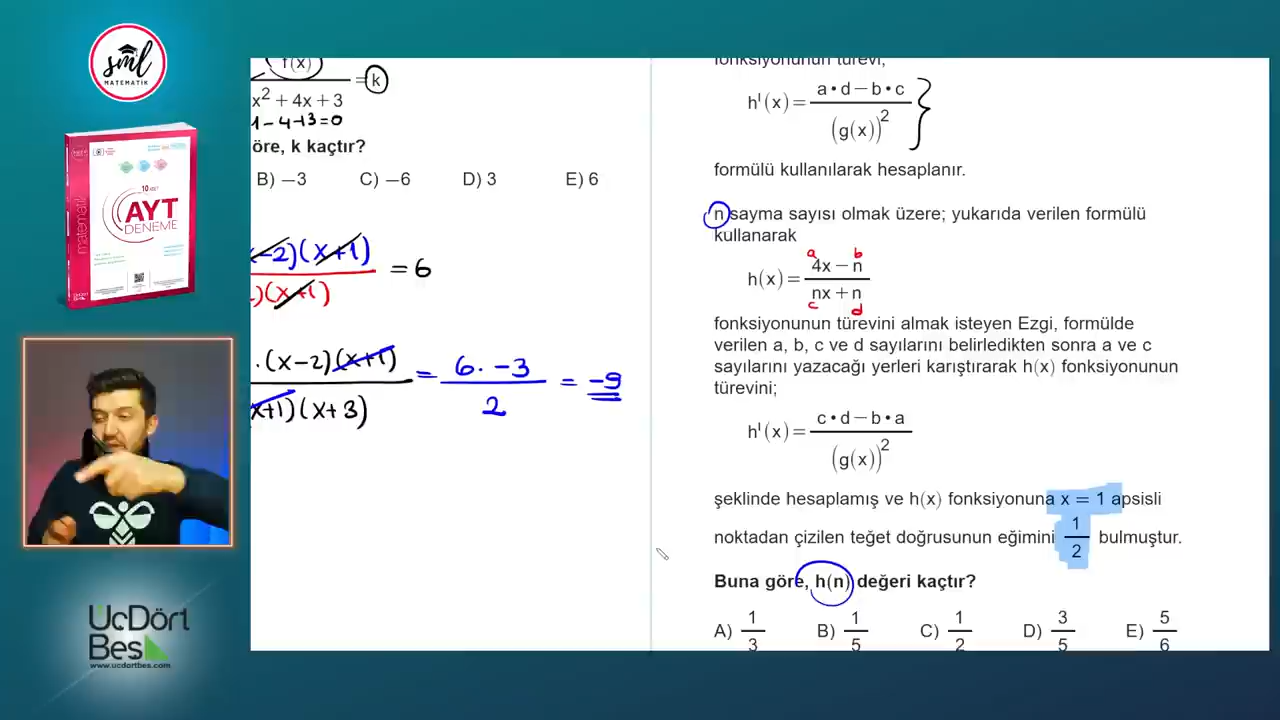 sml
MATEMATİK
10 ADET
AYT
DENEME
matematik
f(x)
x² + 4x + 3
= k
1 - 4 + 3 = 0
öre, k kaçtır?
B) −3 C) −6 D) 3 E) 6
-2)(x+1)
)(x+1)
= 6
. (x-2)(x+1)
x+1)(x+3)
= 6 . -3
2
= -9
fonksiyonunun türevi,
h'(x) = a • d − b • c
(g(x))²
formülü kullanılarak hesaplanır.
n sayma sayısı olmak üzere; yukarıda verilen formülü
kullanarak
a b
h(x) = 4x − n
nx + n
c d
fonksiyonunun türevini almak isteyen Ezgi, formülde
verilen a, b, c ve d sayılarını belirledikten sonra a ve c
sayılarını yazacağı yerleri karıştırarak h(x) fonksiyonunun
türevini;
h'(x) = c • d − b • a
(g(x))²
şeklinde hesaplamış ve h(x) fonksiyonuna x = 1 apsisli
noktadan çizilen teğet doğrusunun eğimini 1/2 bulmuştur.
Buna göre, h(n) değeri kaçtır?
A) 1/3 B) 1/5 C) 1/2 D) 3/5 E) 5/6
ÜcDört
Beş
www.ucdortbes.com